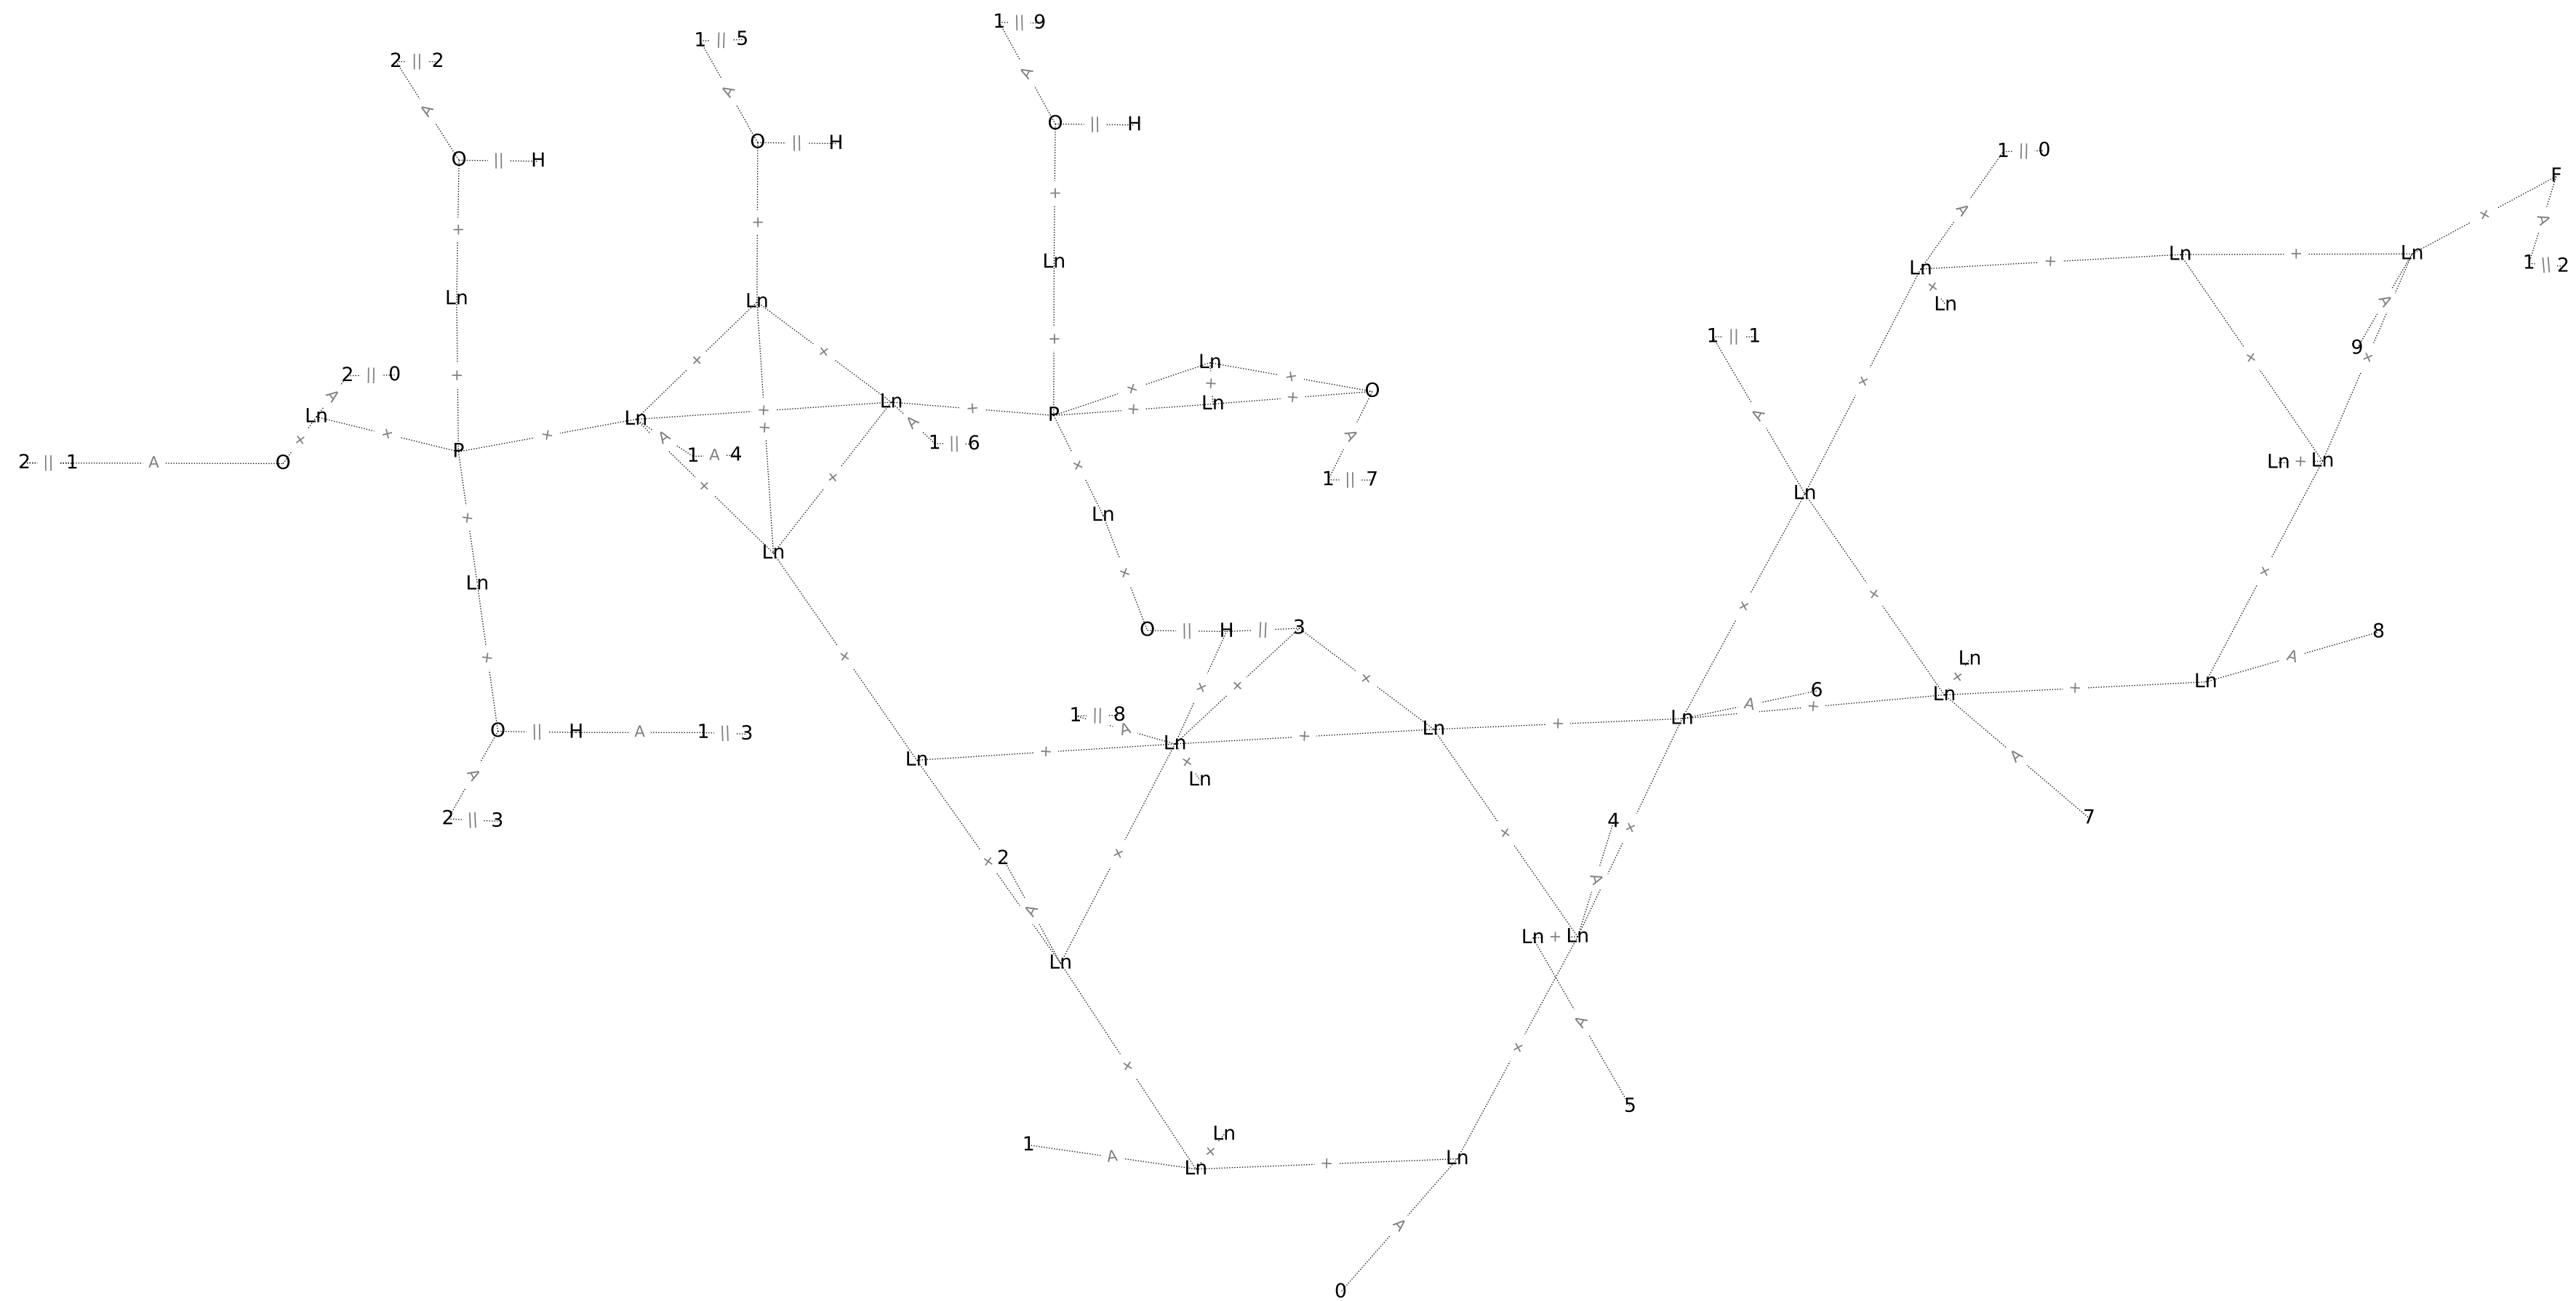 1 || 9
1 || 5
2 || 2
O || H
O || H
O || H
1 || 0
F
1 || 2
Ln
Ln
Ln
Ln
Ln
Ln
Ln
1 || 1
9
Ln
O
2 || 0
Ln
Ln
Ln
Ln
P
P
1 || 6
1 A 4
2 || 1 A O
1 || 7
Ln + Ln
Ln
Ln
Ln
Ln
O || H || 3
8
Ln
Ln
6
Ln
Ln
1 || 8
Ln
Ln
Ln
O || H A 1 || 3
Ln
Ln
7
2 || 3
4
2
Ln + Ln
Ln
5
Ln
1
Ln
Ln
0